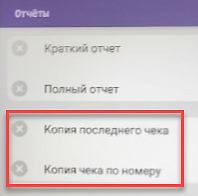 Отчёты
Краткий отчет
Полный отчет
Копия последнего чека
Копия чека по номеру